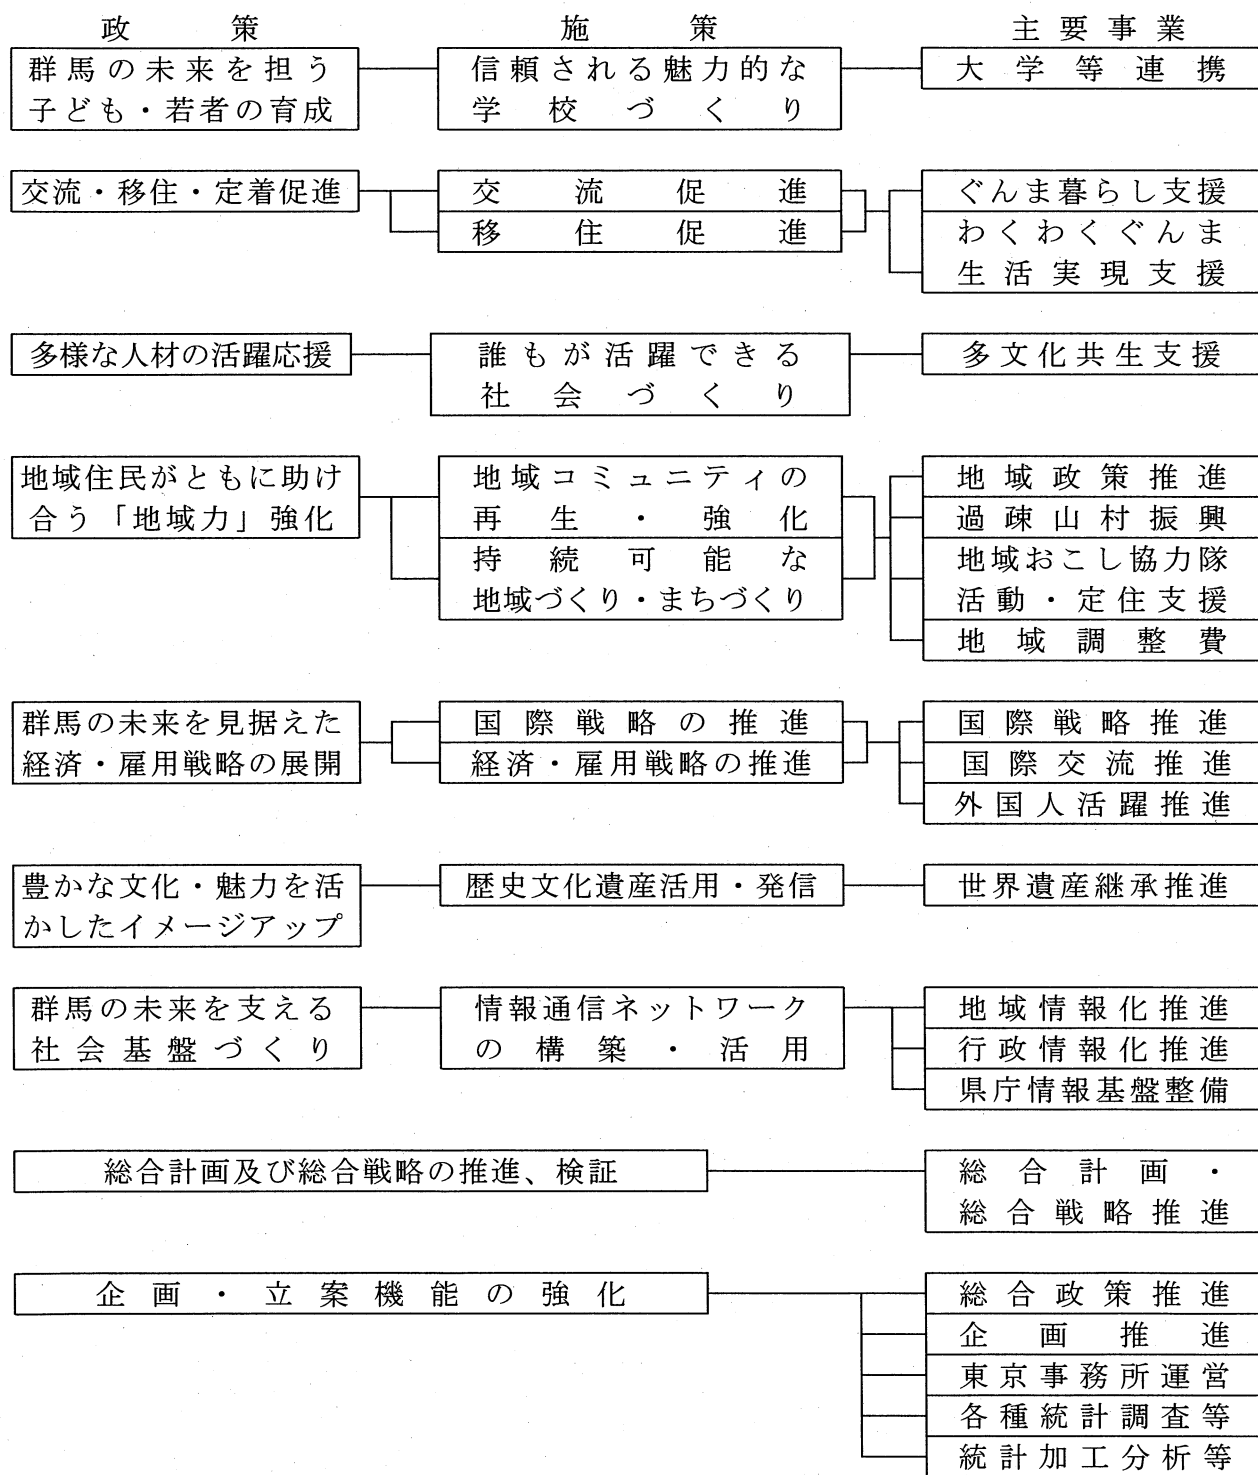 政策 施策 主要事業
群馬の未来を担う
子ども・若者の育成
信頼される魅力的な
学校づくり
大学等連携
交流・移住・定着促進
交流促進
移住促進
ぐんま暮らし支援
わくわくぐんま
生活実現支援
多様な人材の活躍応援
誰もが活躍できる
社会づくり
多文化共生支援
地域住民がともに助け
合う「地域力」強化
地域コミュニティの
再生・強化
持続可能な
地域づくり・まちづくり
地域政策推進
過疎山村振興
地域おこし協力隊
活動・定住支援
地域調整費
群馬の未来を見据えた
経済・雇用戦略の展開
国際戦略の推進
経済・雇用戦略の推進
国際戦略推進
国際交流推進
外国人活躍推進
豊かな文化・魅力を活
かしたイメージアップ
歴史文化遺産活用・発信
世界遺産継承推進
群馬の未来を支える
社会基盤づくり
情報通信ネットワーク
の構築・活用
地域情報化推進
行政情報化推進
県庁情報基盤整備
総合計画及び総合戦略の推進、検証
総合計画・
総合戦略推進
企画・立案機能の強化
総合政策推進
企画推進
東京事務所運営
各種統計調査等
統計加工分析等